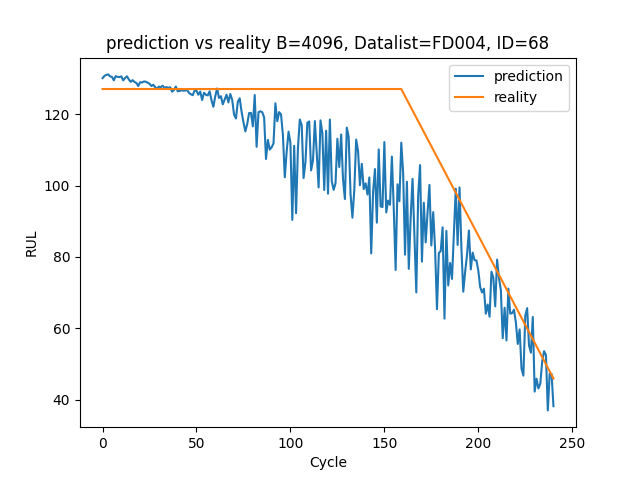 prediction vs reality B=4096, Datalist=FD004, ID=68
prediction
reality
RUL
120
100
80
60
40
0 50 100 150 200 250
Cycle